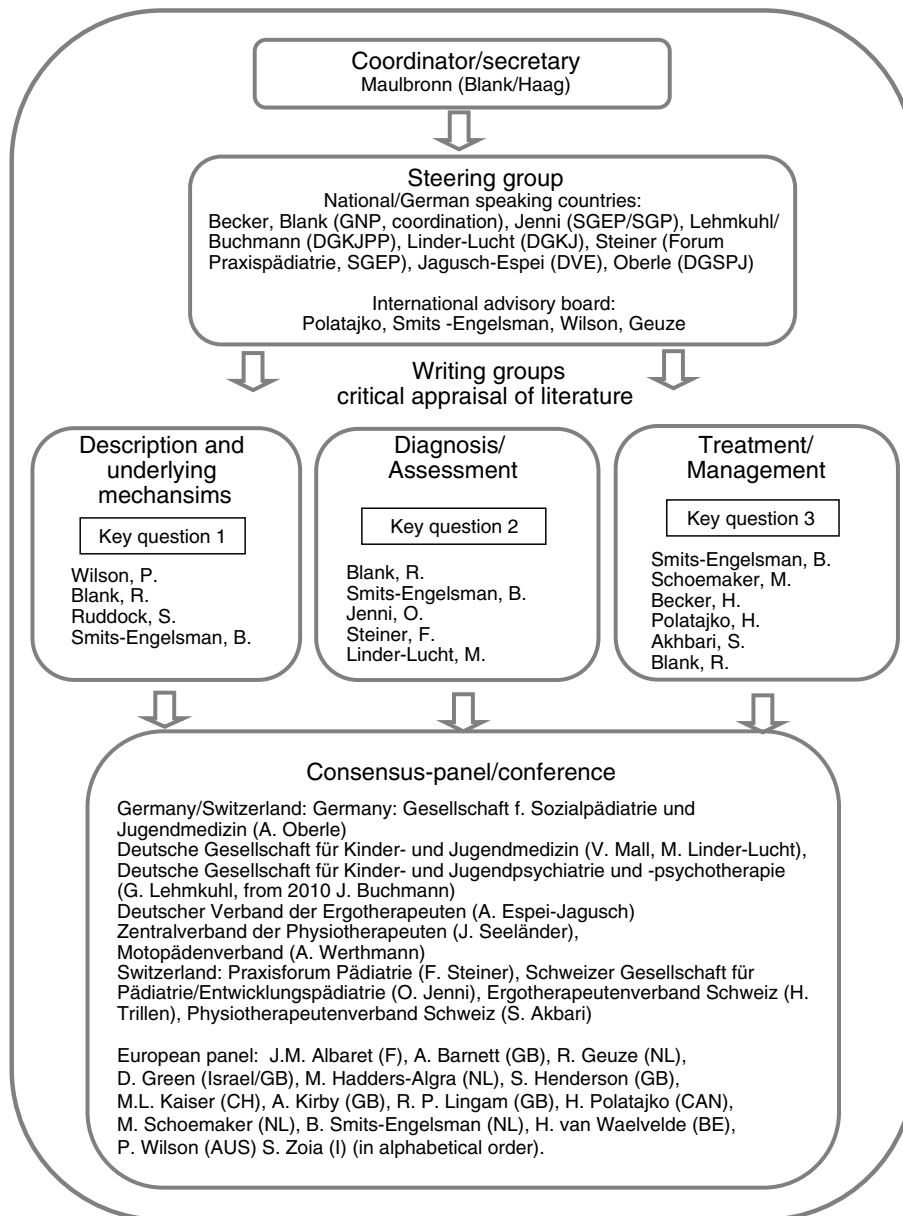 Coordinator/secretary
Maulbronn (Blank/Haag)
Steering group
National/German speaking countries:
Becker, Blank (GNP, coordination), Jenni (SGEP/SGP), Lehmkuhl/
Buchmann (DGKJPP), Linder-Lucht (DGKJ), Steiner (Forum
Praxispädiatrie, SGEP), Jagusch-Espei (DVE), Oberle (DGSPJ)
International advisory board:
Polatajko, Smits -Engelsman, Wilson, Geuze
Writing groups
critical appraisal of literature
Description and
underlying
mechansims
Key question 1
Wilson, P.
Blank, R.
Ruddock, S.
Smits-Engelsman, B.
Diagnosis/
Assessment
Key question 2
Blank, R.
Smits-Engelsman, B.
Jenni, O.
Steiner, F.
Linder-Lucht, M.
Treatment/
Management
Key question 3
Smits-Engelsman, B.
Schoemaker, M.
Becker, H.
Polatajko, H.
Akhbari, S.
Blank, R.
Consensus-panel/conference
Germany/Switzerland: Germany: Gesellschaft f. Sozialpädiatrie und
Jugendmedizin (A. Oberle)
Deutsche Gesellschaft für Kinder- und Jugendmedizin (V. Mall, M. Linder-Lucht),
Deutsche Gesellschaft für Kinder- und Jugendpsychiatrie und -psychotherapie
(G. Lehmkuhl, from 2010 J. Buchmann)
Deutscher Verband der Ergotherapeuten (A. Espei-Jagusch)
Zentralverband der Physiotherapeuten (J. Seeländer),
Motopädenverband (A. Werthmann)
Switzerland: Praxisforum Pädiatrie (F. Steiner), Schweizer Gesellschaft für
Pädiatrie/Entwicklungspädiatrie (O. Jenni), Ergotherapeutenverband Schweiz (H.
Trillen), Physiotherapeutenverband Schweiz (S. Akbari)
European panel: J.M. Albaret (F), A. Barnett (GB), R. Geuze (NL),
D. Green (Israel/GB), M. Hadders-Algra (NL), S. Henderson (GB),
M.L. Kaiser (CH), A. Kirby (GB), R. P. Lingam (GB), H. Polatajko (CAN),
M. Schoemaker (NL), B. Smits-Engelsman (NL), H. van Waelvelde (BE),
P. Wilson (AUS) S. Zoia (I) (in alphabetical order).